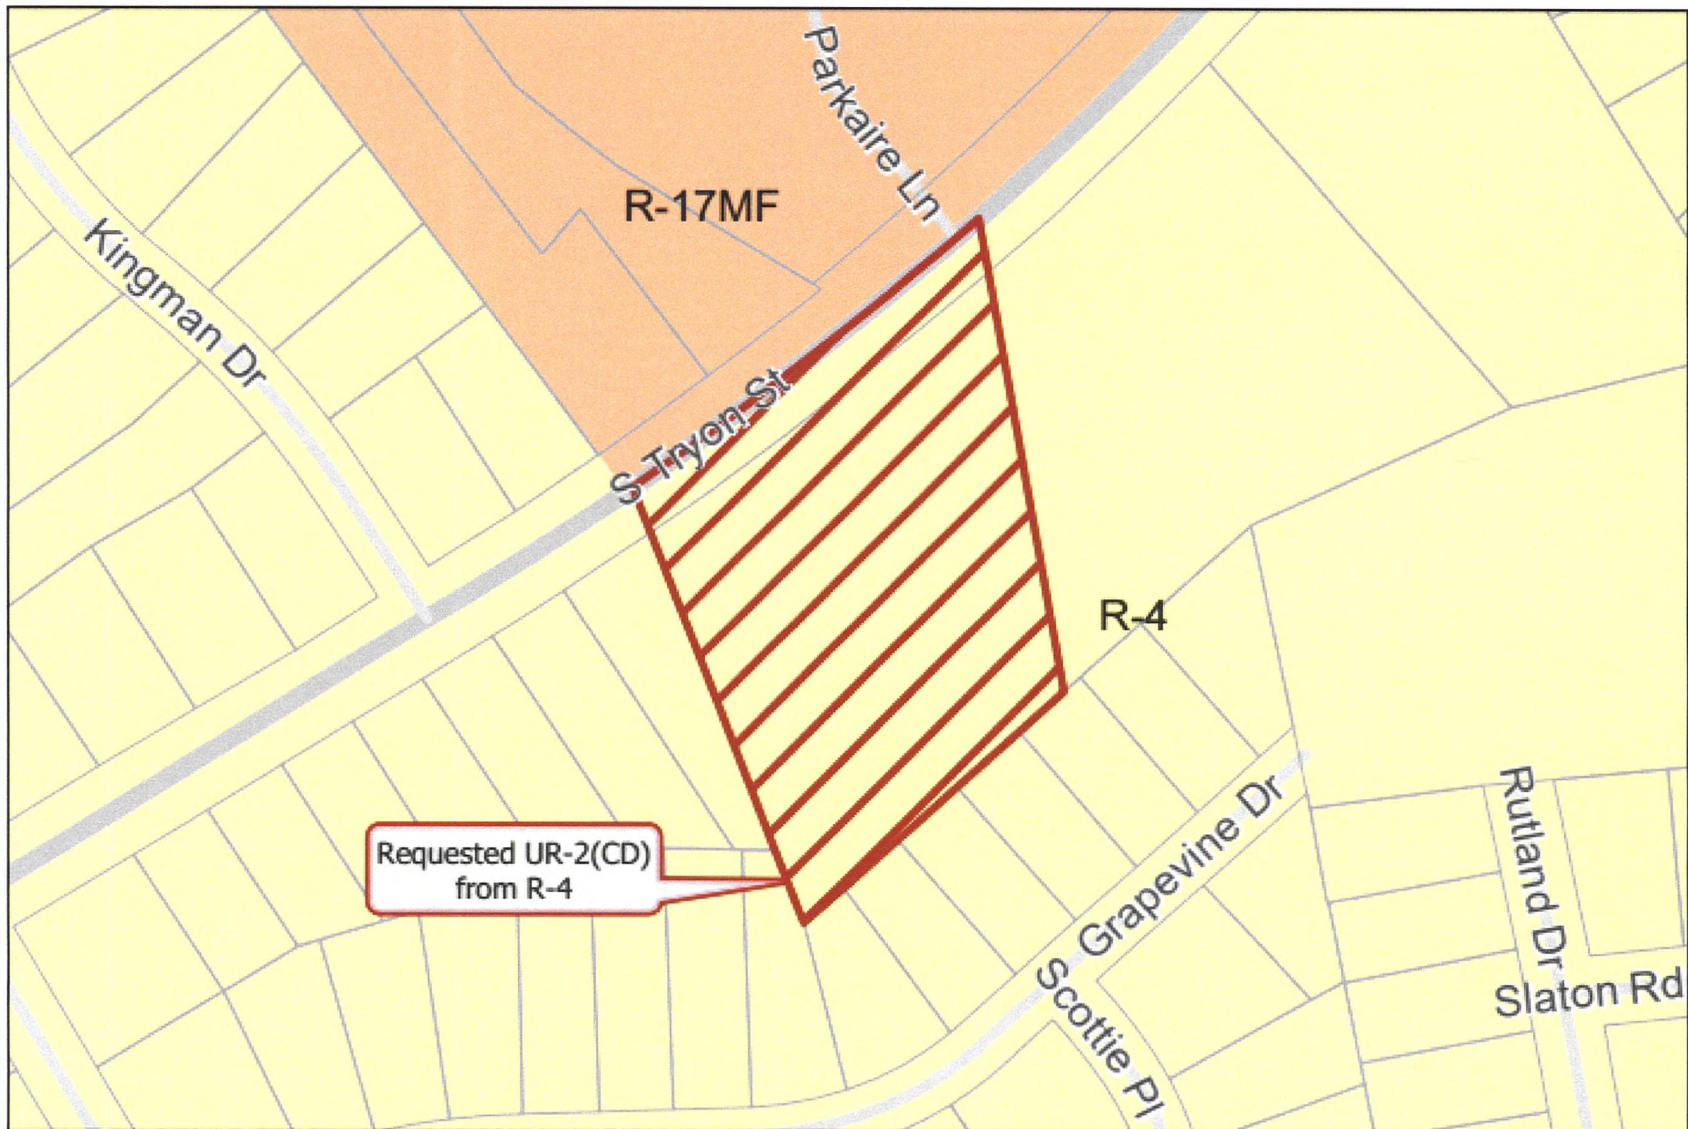 Parkaire Ln
R-17MF
Kingman Dr
S Tryon St
R-4
Requested UR-2(CD)
from R-4
Grapevine Dr
Rutland Dr
Scottie Pl
Slaton Rd